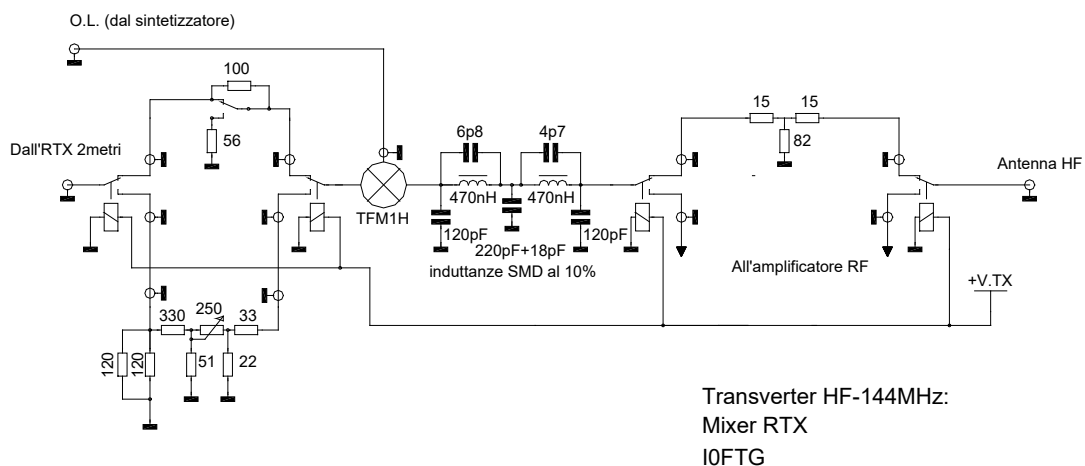 O.L. (dal sintetizzatore)
100
56
Dall'RTX 2metri
TFM1H
6p8
4p7
470nH
470nH
120pF
120pF
220pF+18pF
induttanze SMD al 10%
15
15
82
Antenna HF
All'amplificatore RF
+V.TX
330
250
33
120
120
51
22
Transverter HF-144MHz:
Mixer RTX
I0FTG